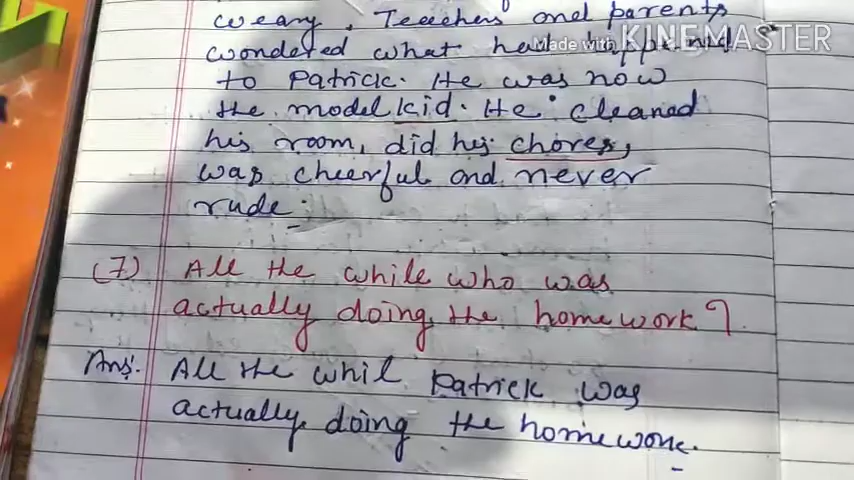 weary. Teachers and parents
wondered what had happened
Made with KINEMASTER
to Patrick. He was now
the model kid. He cleaned
his room, did his chores,
was cheerful and never
rude.
(7) All the while who was
actually doing the homework?
Ans. All the whil Patrick was
actually doing the homework.